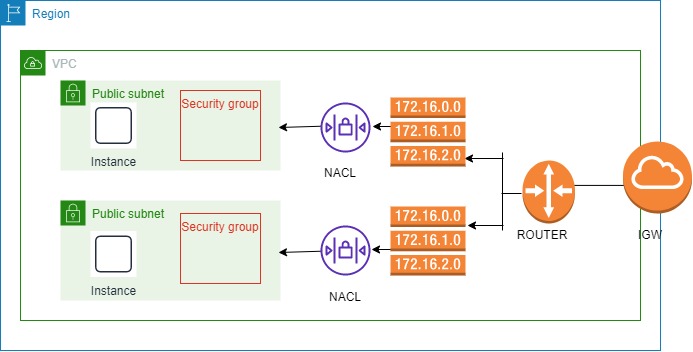 Region
VPC
Public subnet
Security group
Instance
NACL
172.16.0.0
172.16.1.0
172.16.2.0
Public subnet
Security group
Instance
NACL
172.16.0.0
172.16.1.0
172.16.2.0
ROUTER
IGW